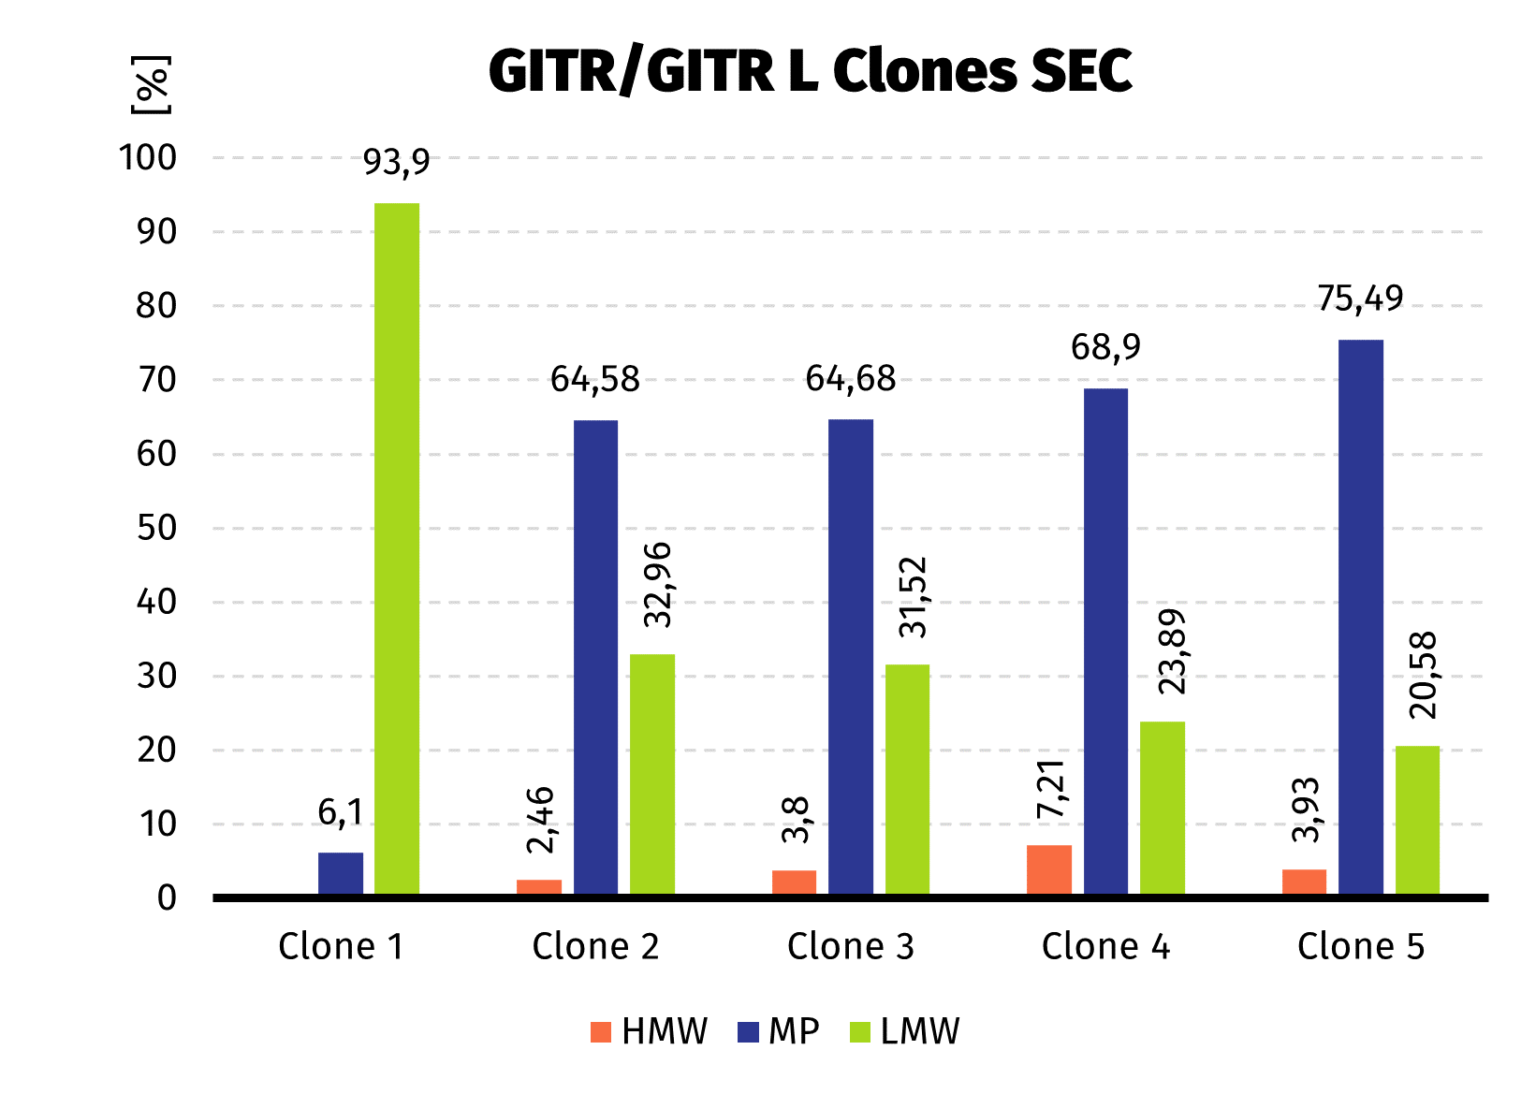 GITR/GITR L Clones SEC
[%]
100
90
80
70
60
50
40
30
20
10
0
6,1
93,9
2,46
64,58
32,96
3,8
64,68
31,52
7,21
68,9
23,89
3,93
75,49
20,58
Clone 1
Clone 2
Clone 3
Clone 4
Clone 5
HMW
MP
LMW